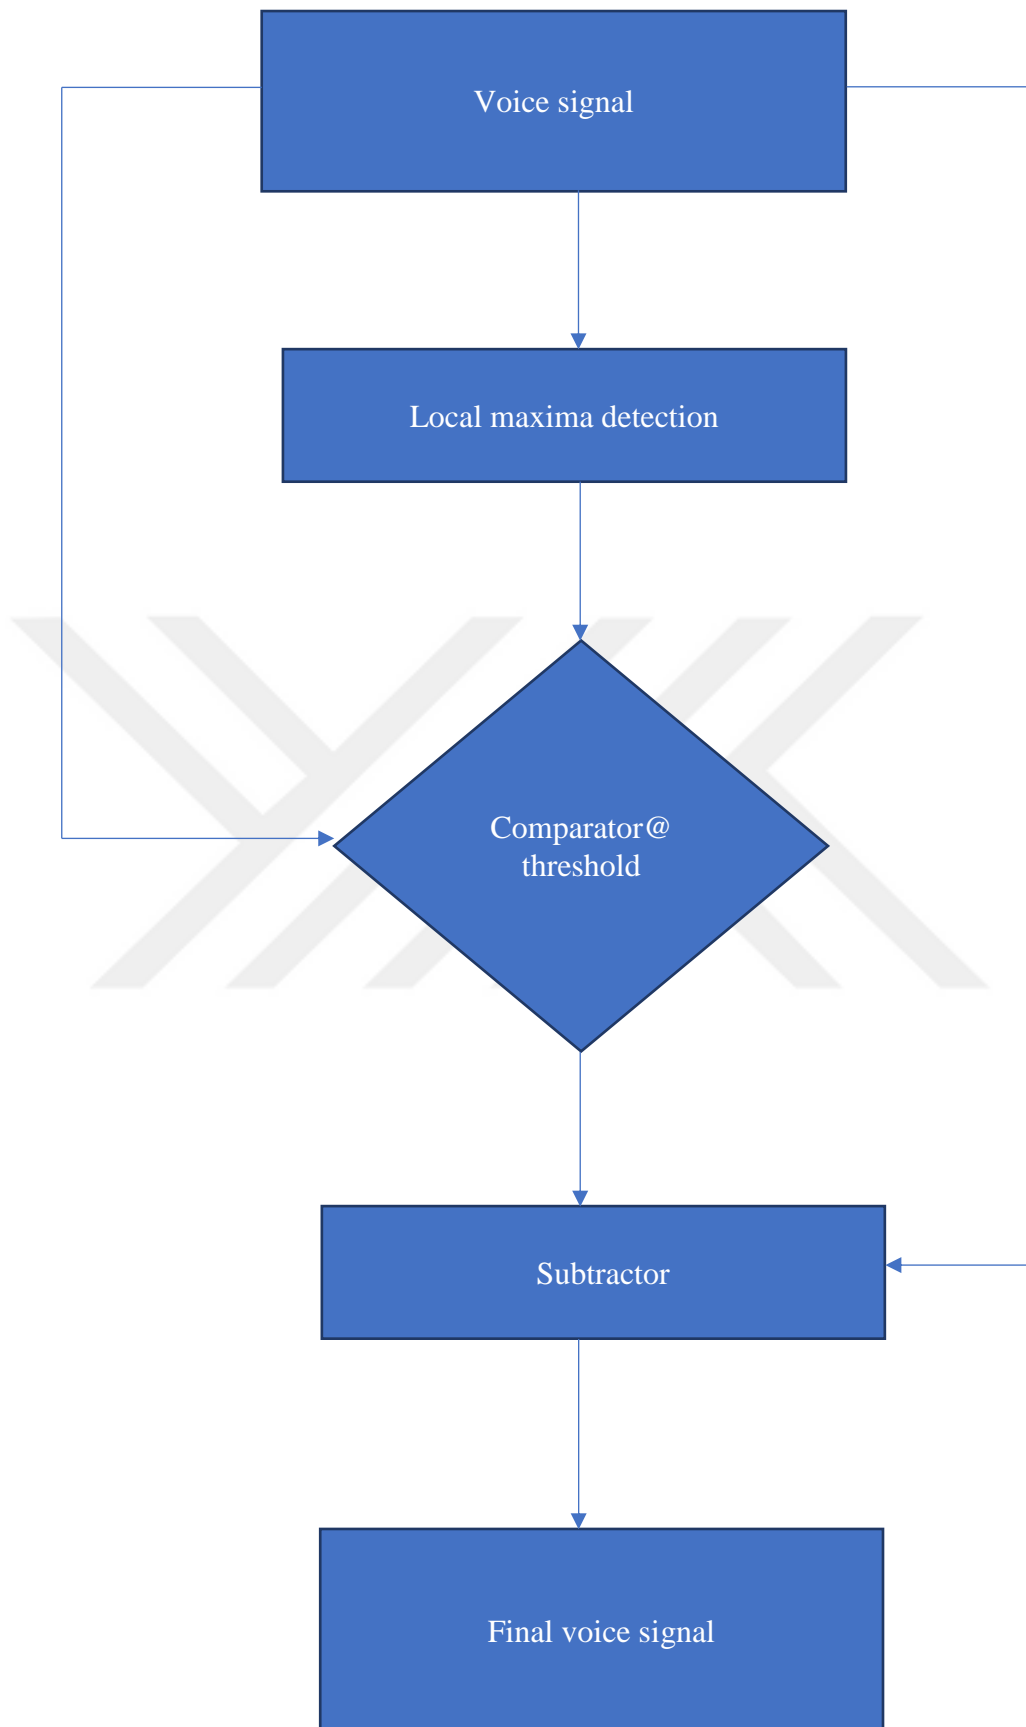 Voice signal
Local maxima detection
Comparator@
threshold
Subtractor
Final voice signal